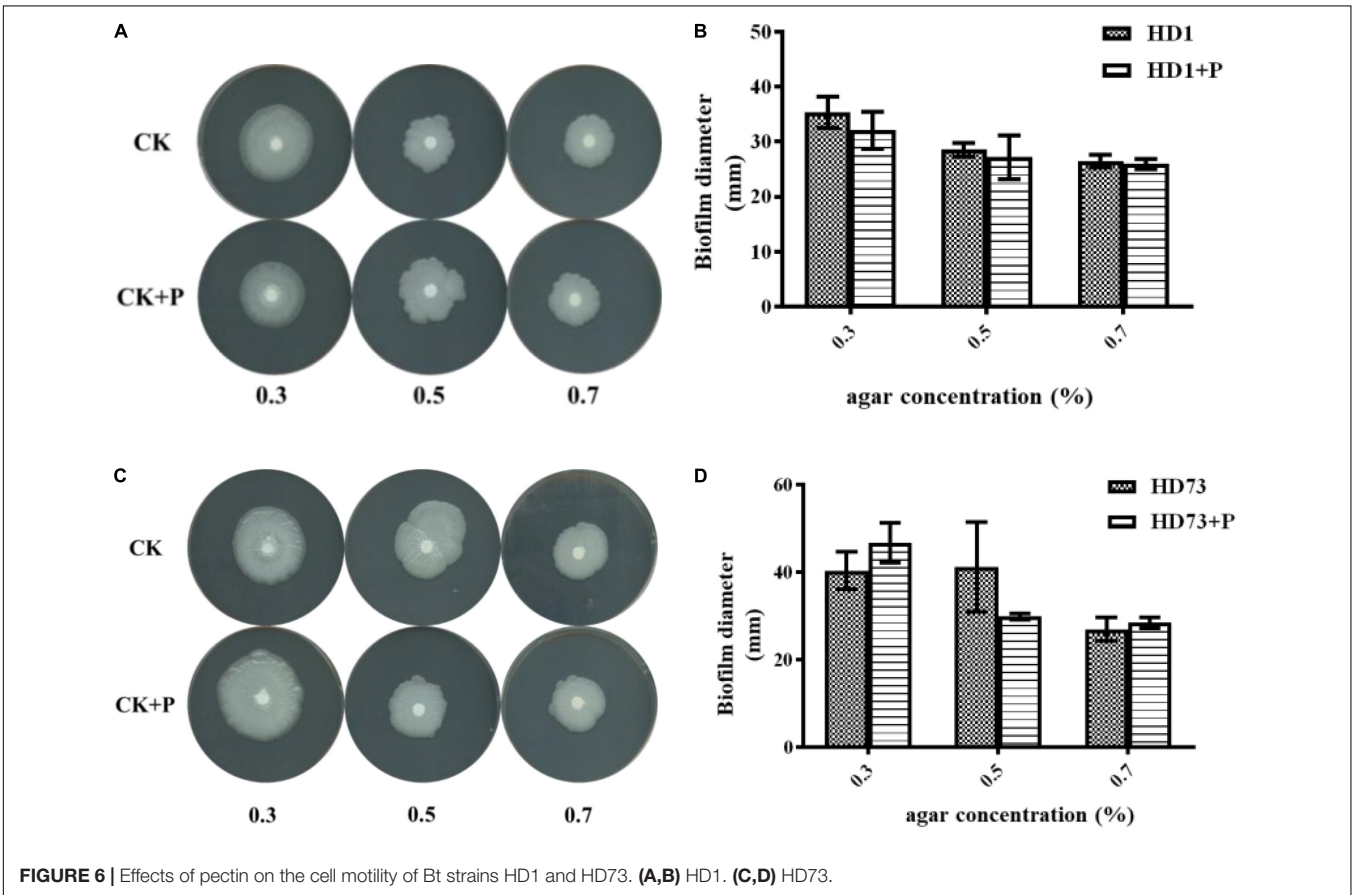 A
CK
CK+P
0.3 0.5 0.7
B
50
40
30
20
10
0
Biofilm diameter
(mm)
HD1
HD1+P
0.3 0.5 0.7
agar concentration (%)
C
CK
CK+P
0.3 0.5 0.7
D
60
40
20
0
Biofilm diameter
(mm)
HD73
HD73+P
0.3 0.5 0.7
agar concentration (%)
FIGURE 6 | Effects of pectin on the cell motility of Bt strains HD1 and HD73. (A,B) HD1. (C,D) HD73.